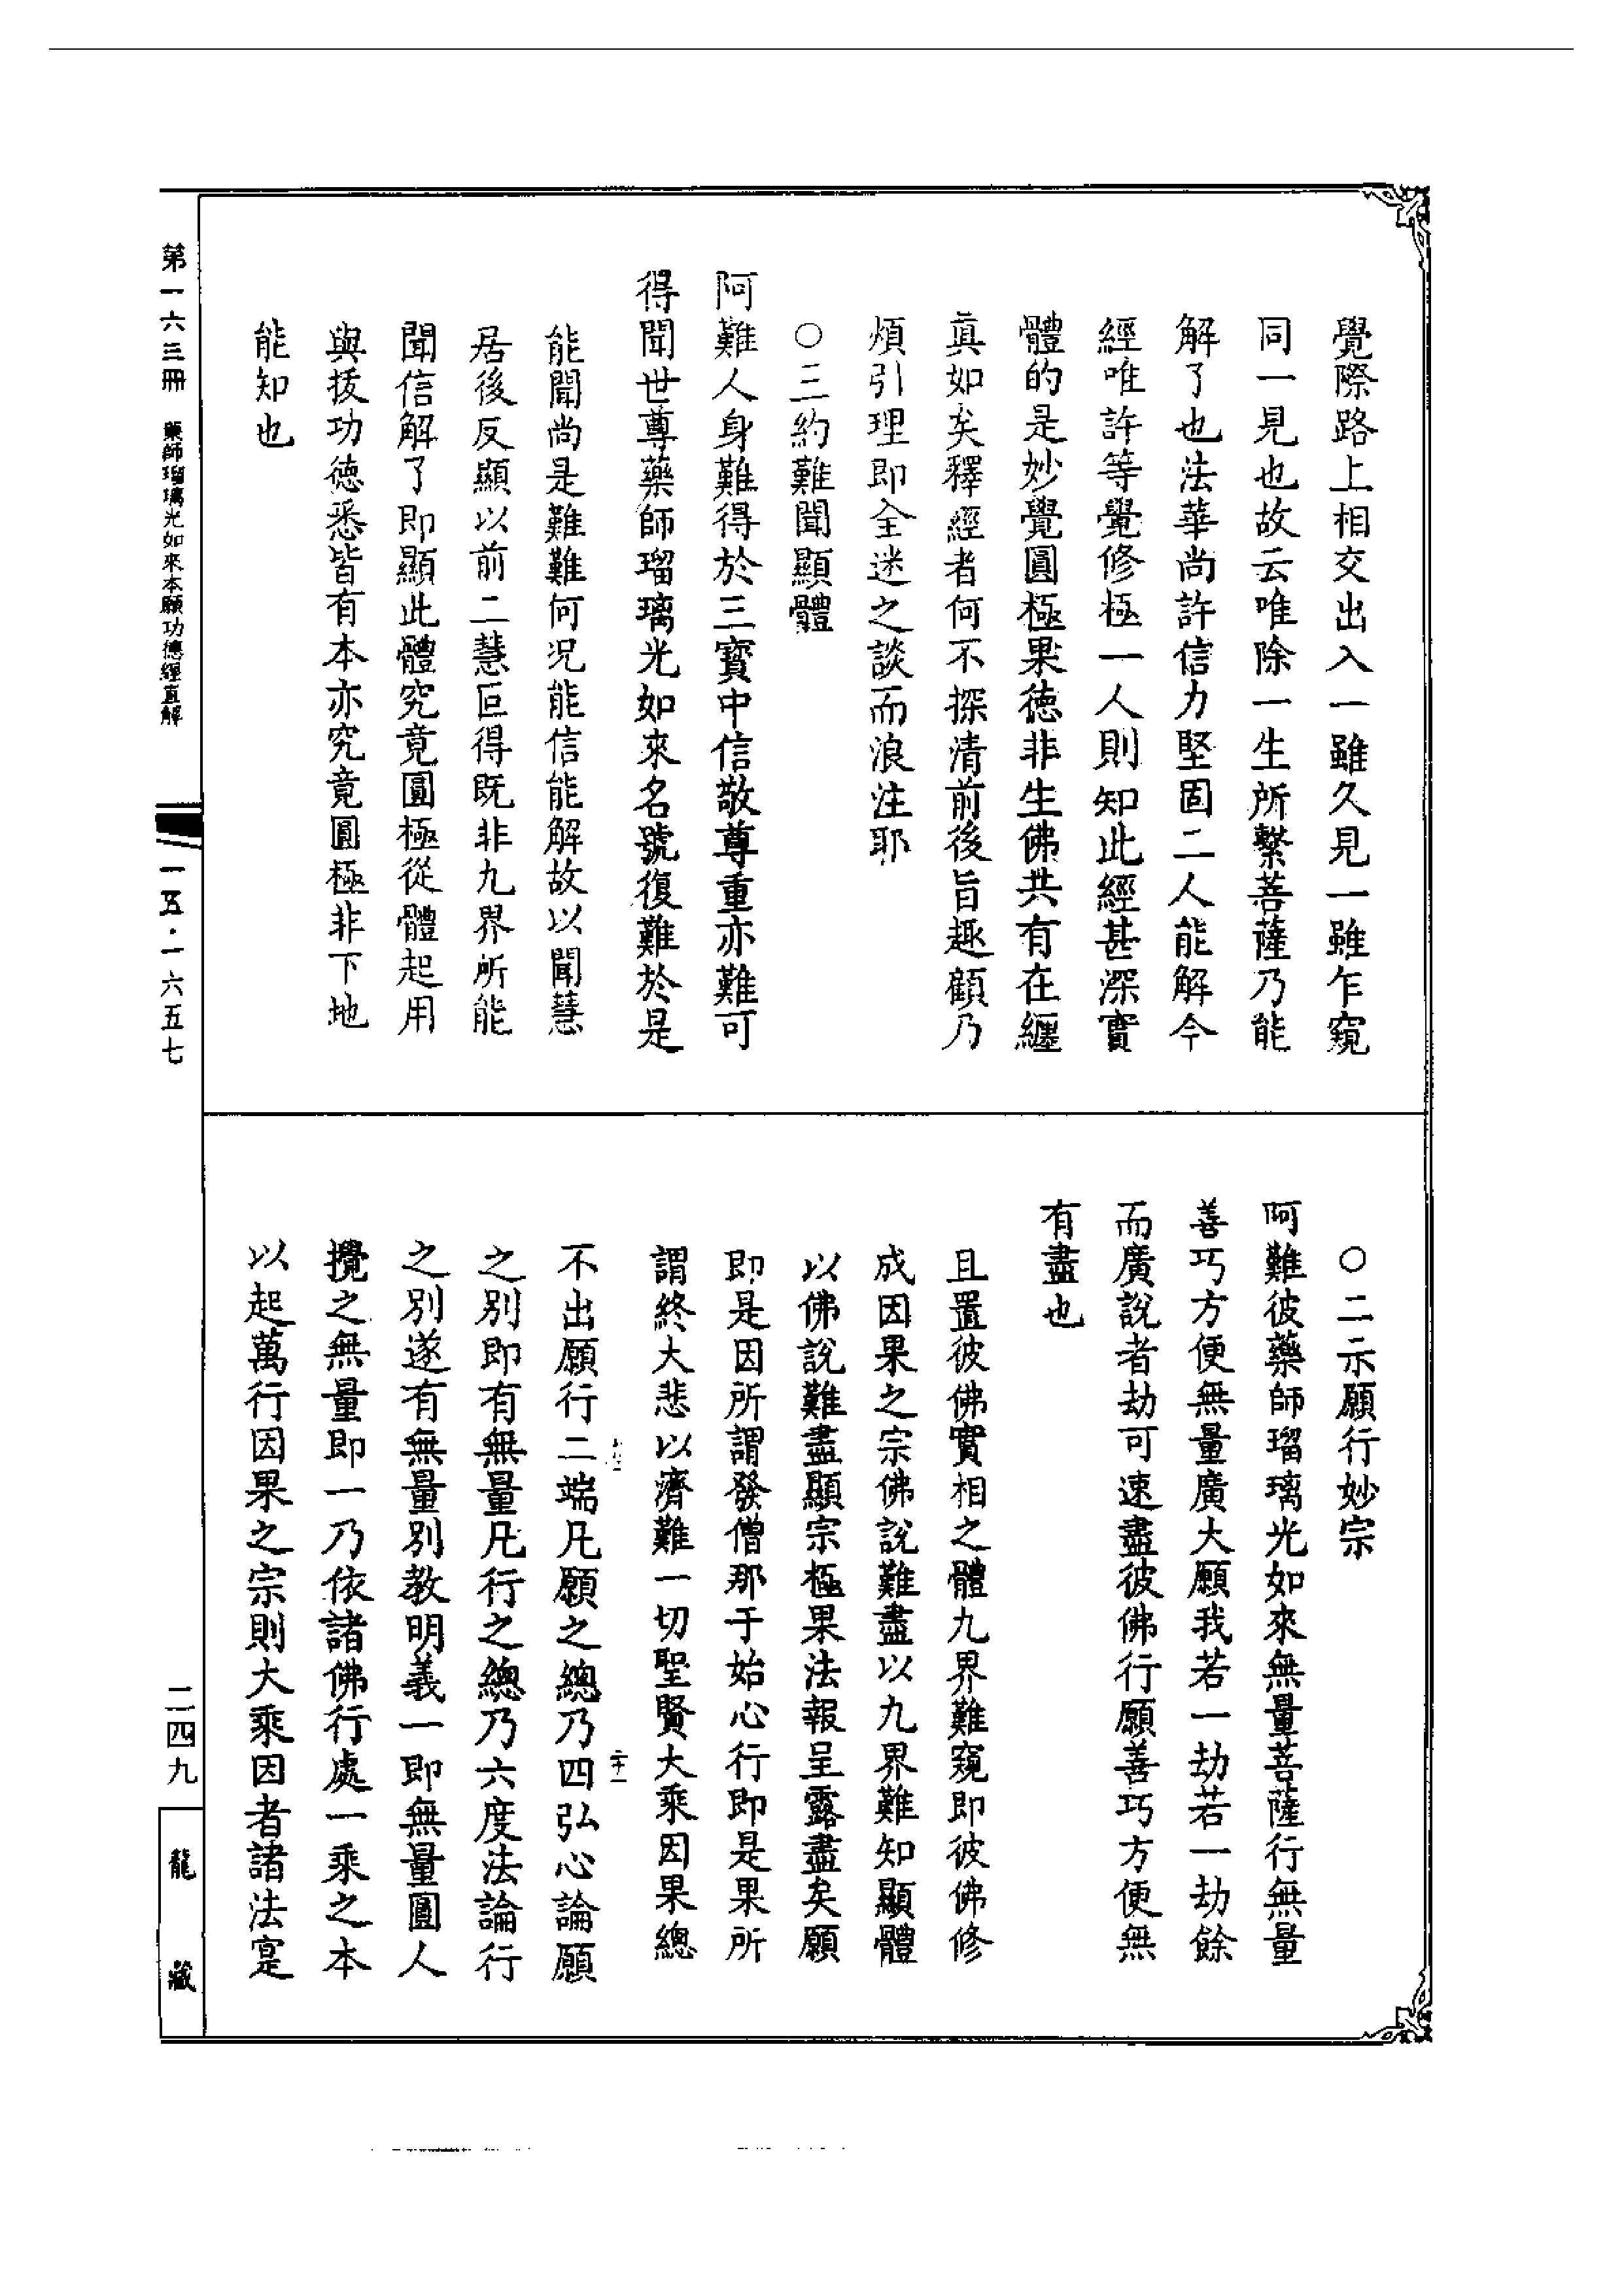 覺際路上相交出入一雖久見一雖乍窺
同一見也故云唯除一生所繫菩薩乃能
解了也法華尚許信力堅固二人能解今
經唯許等覺修極一人則知此經甚深實
體的是妙覺圓極果德非生佛共有在纏
真如矣釋經者何不探清前後旨趣顧乃
煩引理即全迷之談而浪注耶
○三約難聞顯體
阿難人身難得於三寳中信敬尊重亦難可
得聞世尊藥師瑠璃光如來名號復難於是
能聞尚是難難何况能信能解故以聞慧
居後反顯以前二慧叵得既非九界所能
聞信解了即顯此體究竟圓極從體起用
與拔功德悉皆有本亦究竟圓極非下地
能知也
○二示願行妙宗
阿難彼藥師瑠璃光如來無量菩薩行無量
善巧方便無量廣大願我若一劫若一劫餘
而廣說者劫可速盡彼佛行願善巧方便無
有盡也
且置彼佛實相之體九界難窺即彼佛修
成因果之宗佛說難盡以九界難知顯體
以佛說難盡顯宗極果法報呈露盡矣願
即是因所謂發僧那于始心行即是果所
謂終大悲以濟難一切聖賢大乘因果總
不出願行二端凡願之總乃四弘心論願
之別即有無量凡行之總乃六度法論行
之別遂有無量別教明義一即無量圓人
攬之無量即一乃依諸佛行處一乘之本
以起萬行因果之宗則大乘因者諸法寔
第一六三冊 藥師瑠璃光如來本願功德經直解
一五·一六五七
二四九
龍藏